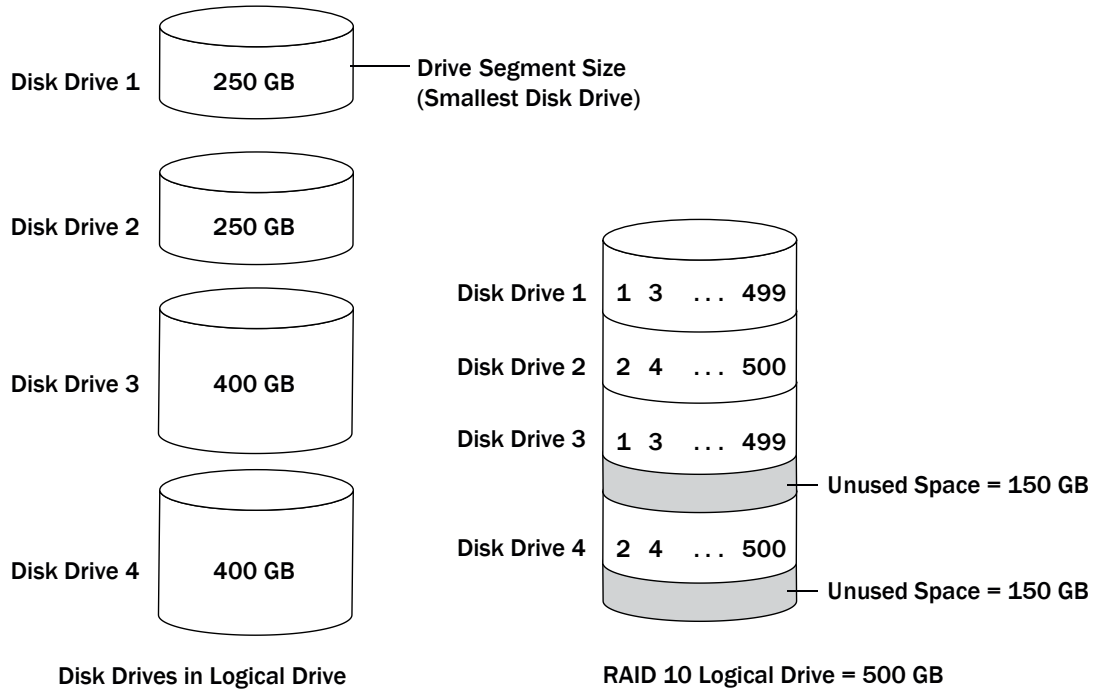 Disk Drive 1
250 GB
Drive Segment Size
(Smallest Disk Drive)
Disk Drive 2
250 GB
Disk Drive 3
400 GB
Disk Drive 4
400 GB
Disk Drives in Logical Drive
Disk Drive 1
1 3 ... 499
Disk Drive 2
2 4 ... 500
Disk Drive 3
1 3 ... 499
Unused Space = 150 GB
Disk Drive 4
2 4 ... 500
Unused Space = 150 GB
RAID 10 Logical Drive = 500 GB